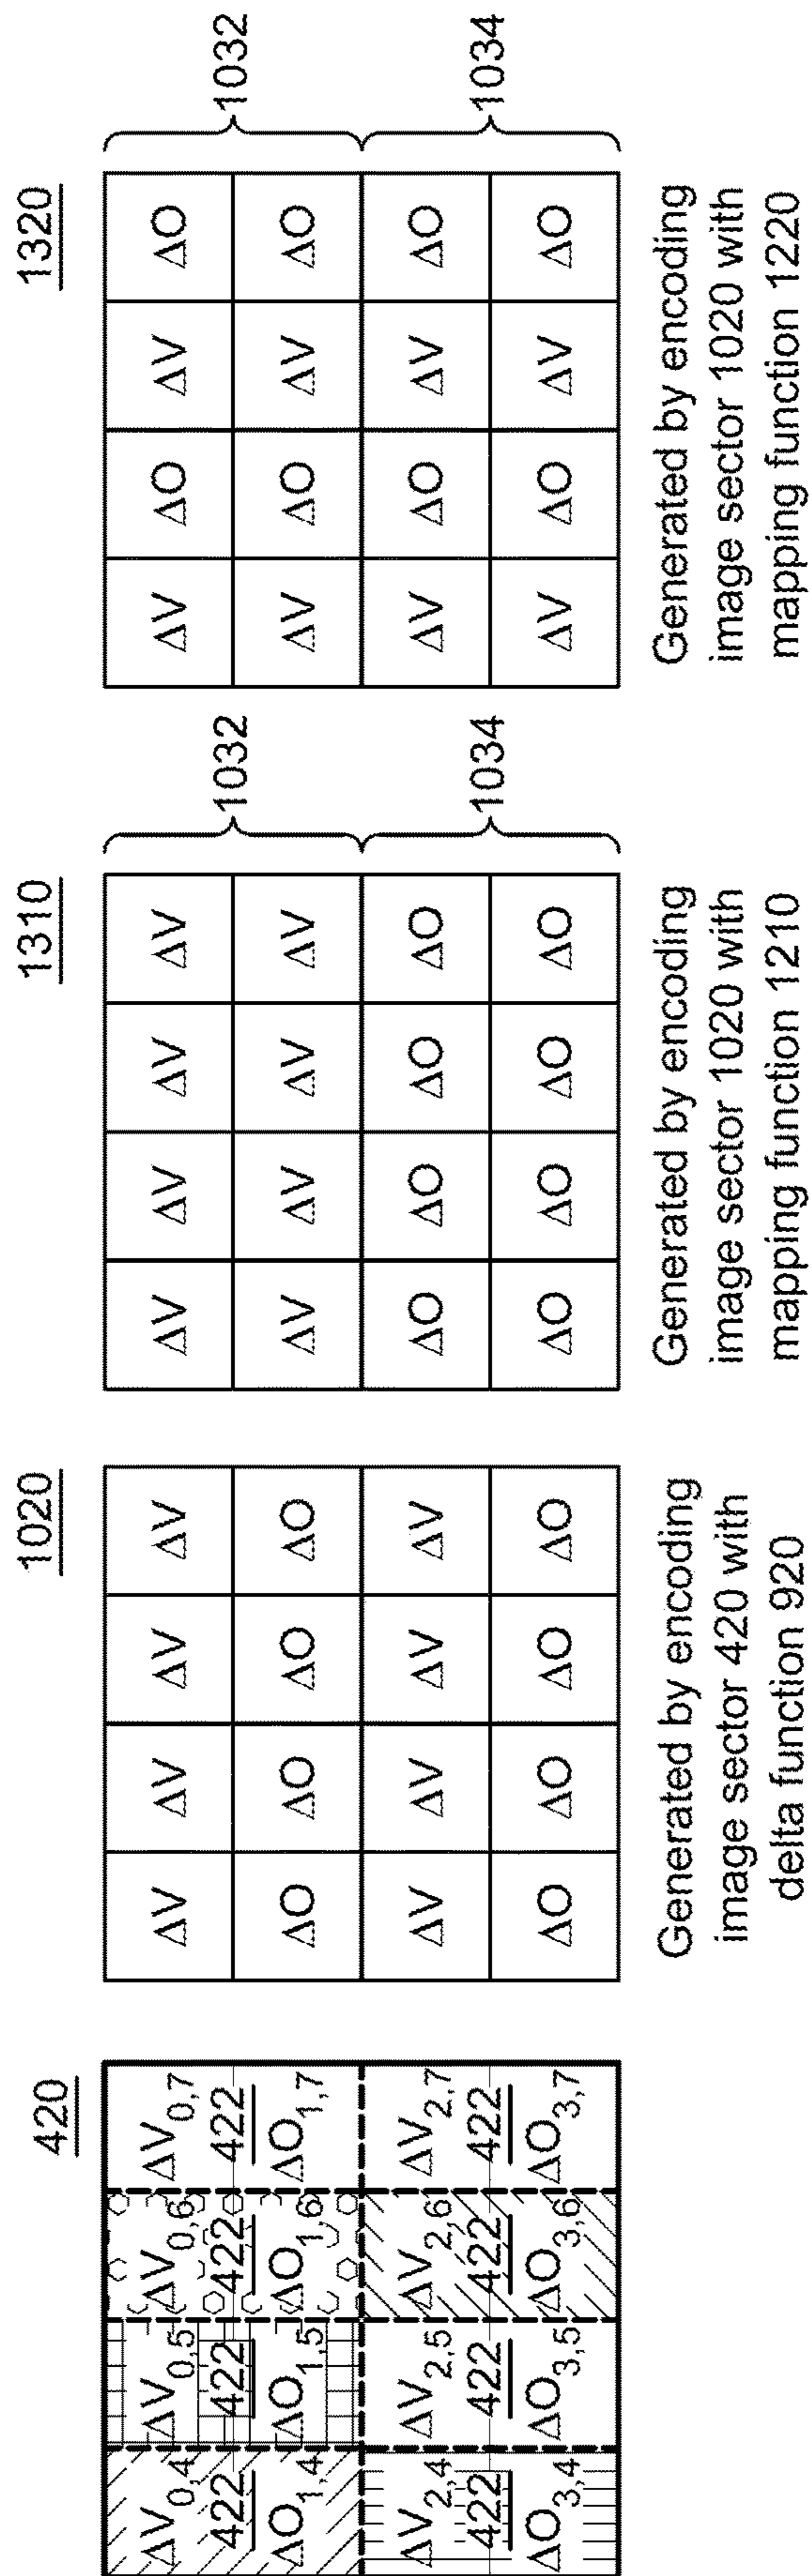 420
ΔV0,4 ΔV0,5 ΔV0,6 ΔV0,7
422 422 422 422
ΔO1,4 ΔO1,5 ΔO1,6 ΔO1,7
ΔV2,4 ΔV2,5 ΔV2,6 ΔV2,7
422 422 422 422
ΔO3,4 ΔO3,5 ΔO3,6 ΔO3,7
1020
ΔV ΔV ΔV ΔV
ΔO ΔO ΔO ΔO
ΔV ΔV ΔV ΔV
ΔO ΔO ΔO ΔO
Generated by encoding
image sector 420 with
delta function 920
1310
ΔV ΔV ΔV ΔV
ΔV ΔV ΔV ΔV
ΔO ΔO ΔO ΔO
ΔO ΔO ΔO ΔO
1032
1034
Generated by encoding
image sector 1020 with
mapping function 1210
1320
ΔV ΔO ΔV ΔO
ΔV ΔO ΔV ΔO
ΔV ΔO ΔV ΔO
ΔV ΔO ΔV ΔO
1032
1034
Generated by encoding
image sector 1020 with
mapping function 1220